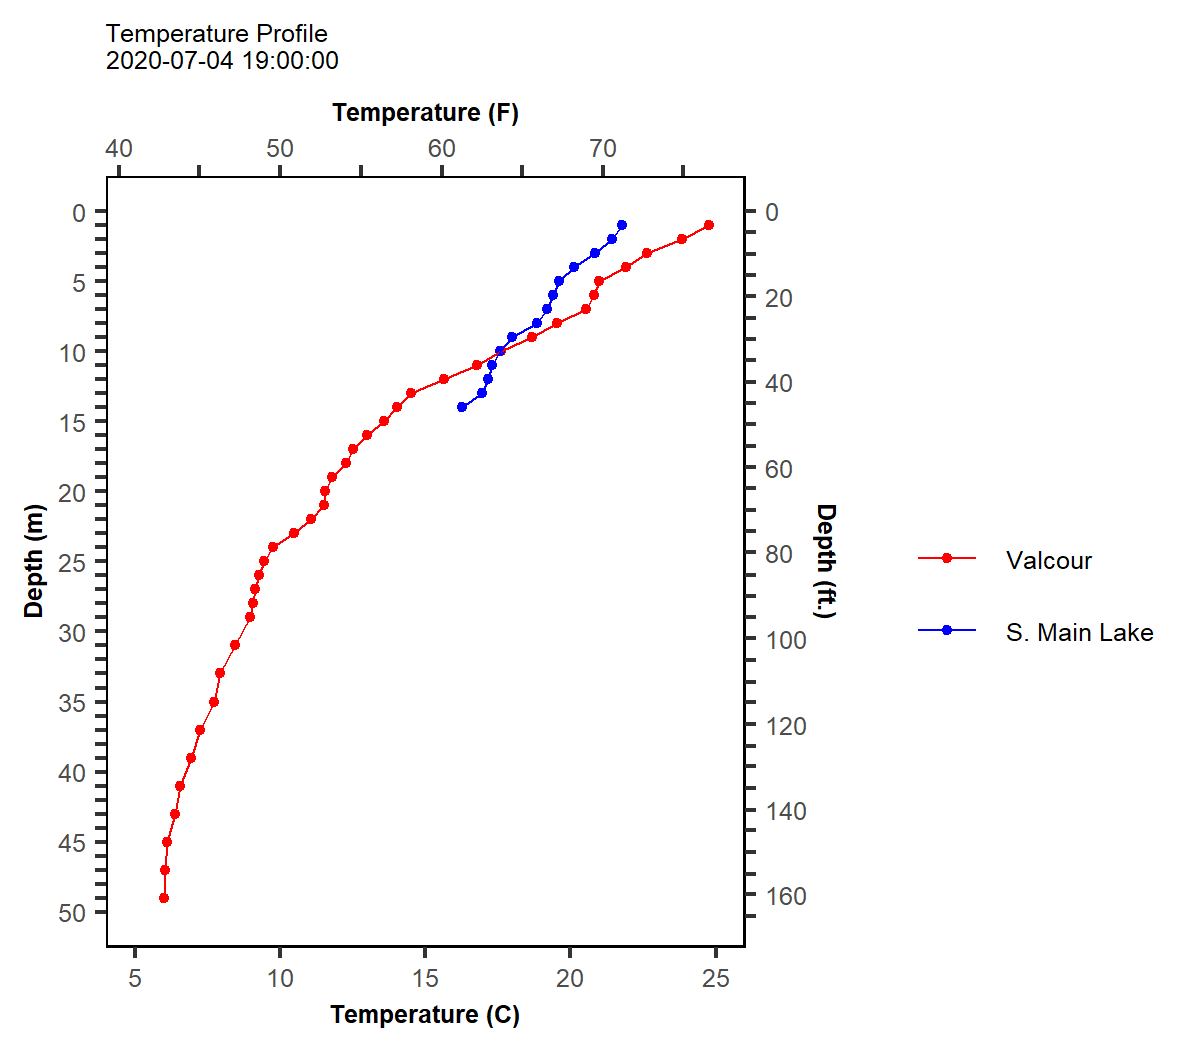 Temperature Profile
2020-07-04 19:00:00
Temperature (F)
40 50 60 70
0
5
10
15
20
25
30
35
40
45
50
Depth (m)
0
20
40
60
80
100
120
140
160
Depth (ft.)
Valcour
S. Main Lake
5 10 15 20 25
Temperature (C)